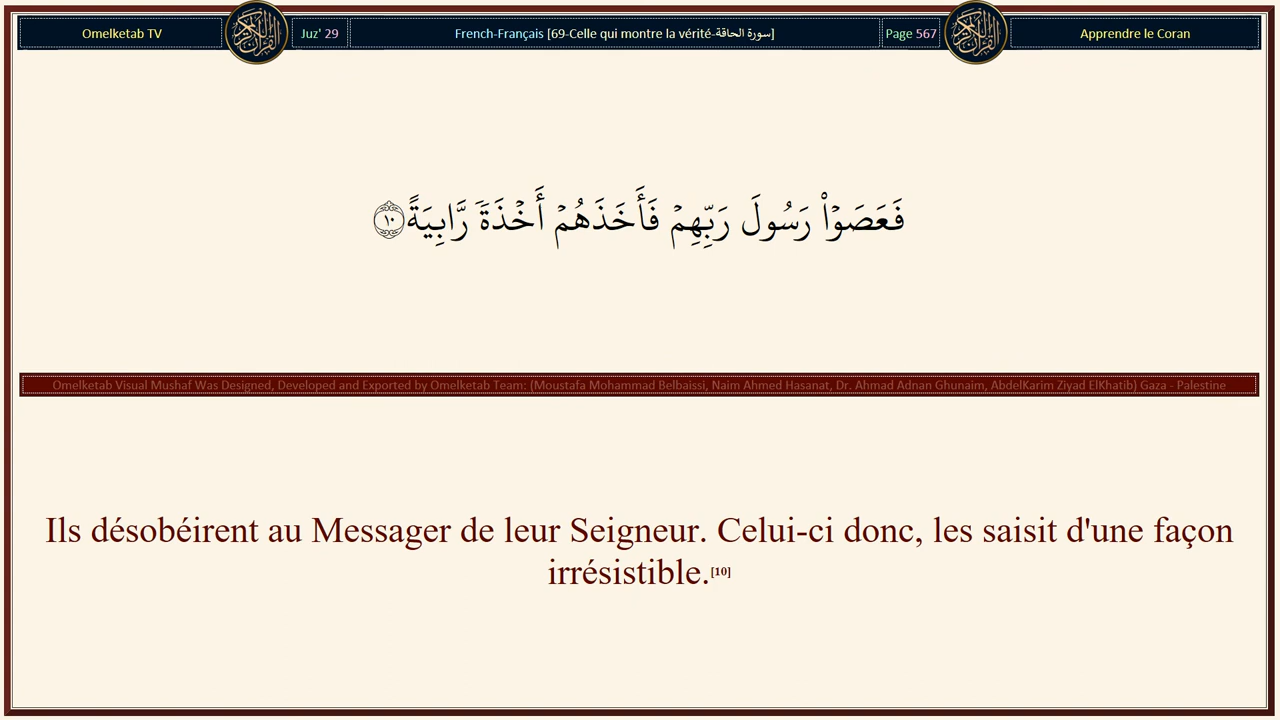 Omelketab TV
Juz' 29
French-Français [69-Celle qui montre la vérité-سورة الحاقة]
Page 567
Apprendre le Coran
فَعَصَوۡاْ رَسُولَ رَبِّهِمۡ فَأَخَذَهُمۡ أَخۡذَةٗ رَّابِيَةً ١٠
Omelketab Visual Mushaf Was Designed, Developed and Exported by Omelketab Team: (Moustafa Mohammad Belbaissi, Naim Ahmed Hasanat, Dr. Ahmad Adnan Ghunaim, AbdelKarim Ziyad ElKhatib) Gaza - Palestine
Ils désobéirent au Messager de leur Seigneur. Celui-ci donc, les saisit d'une façon
irrésistible.[10]